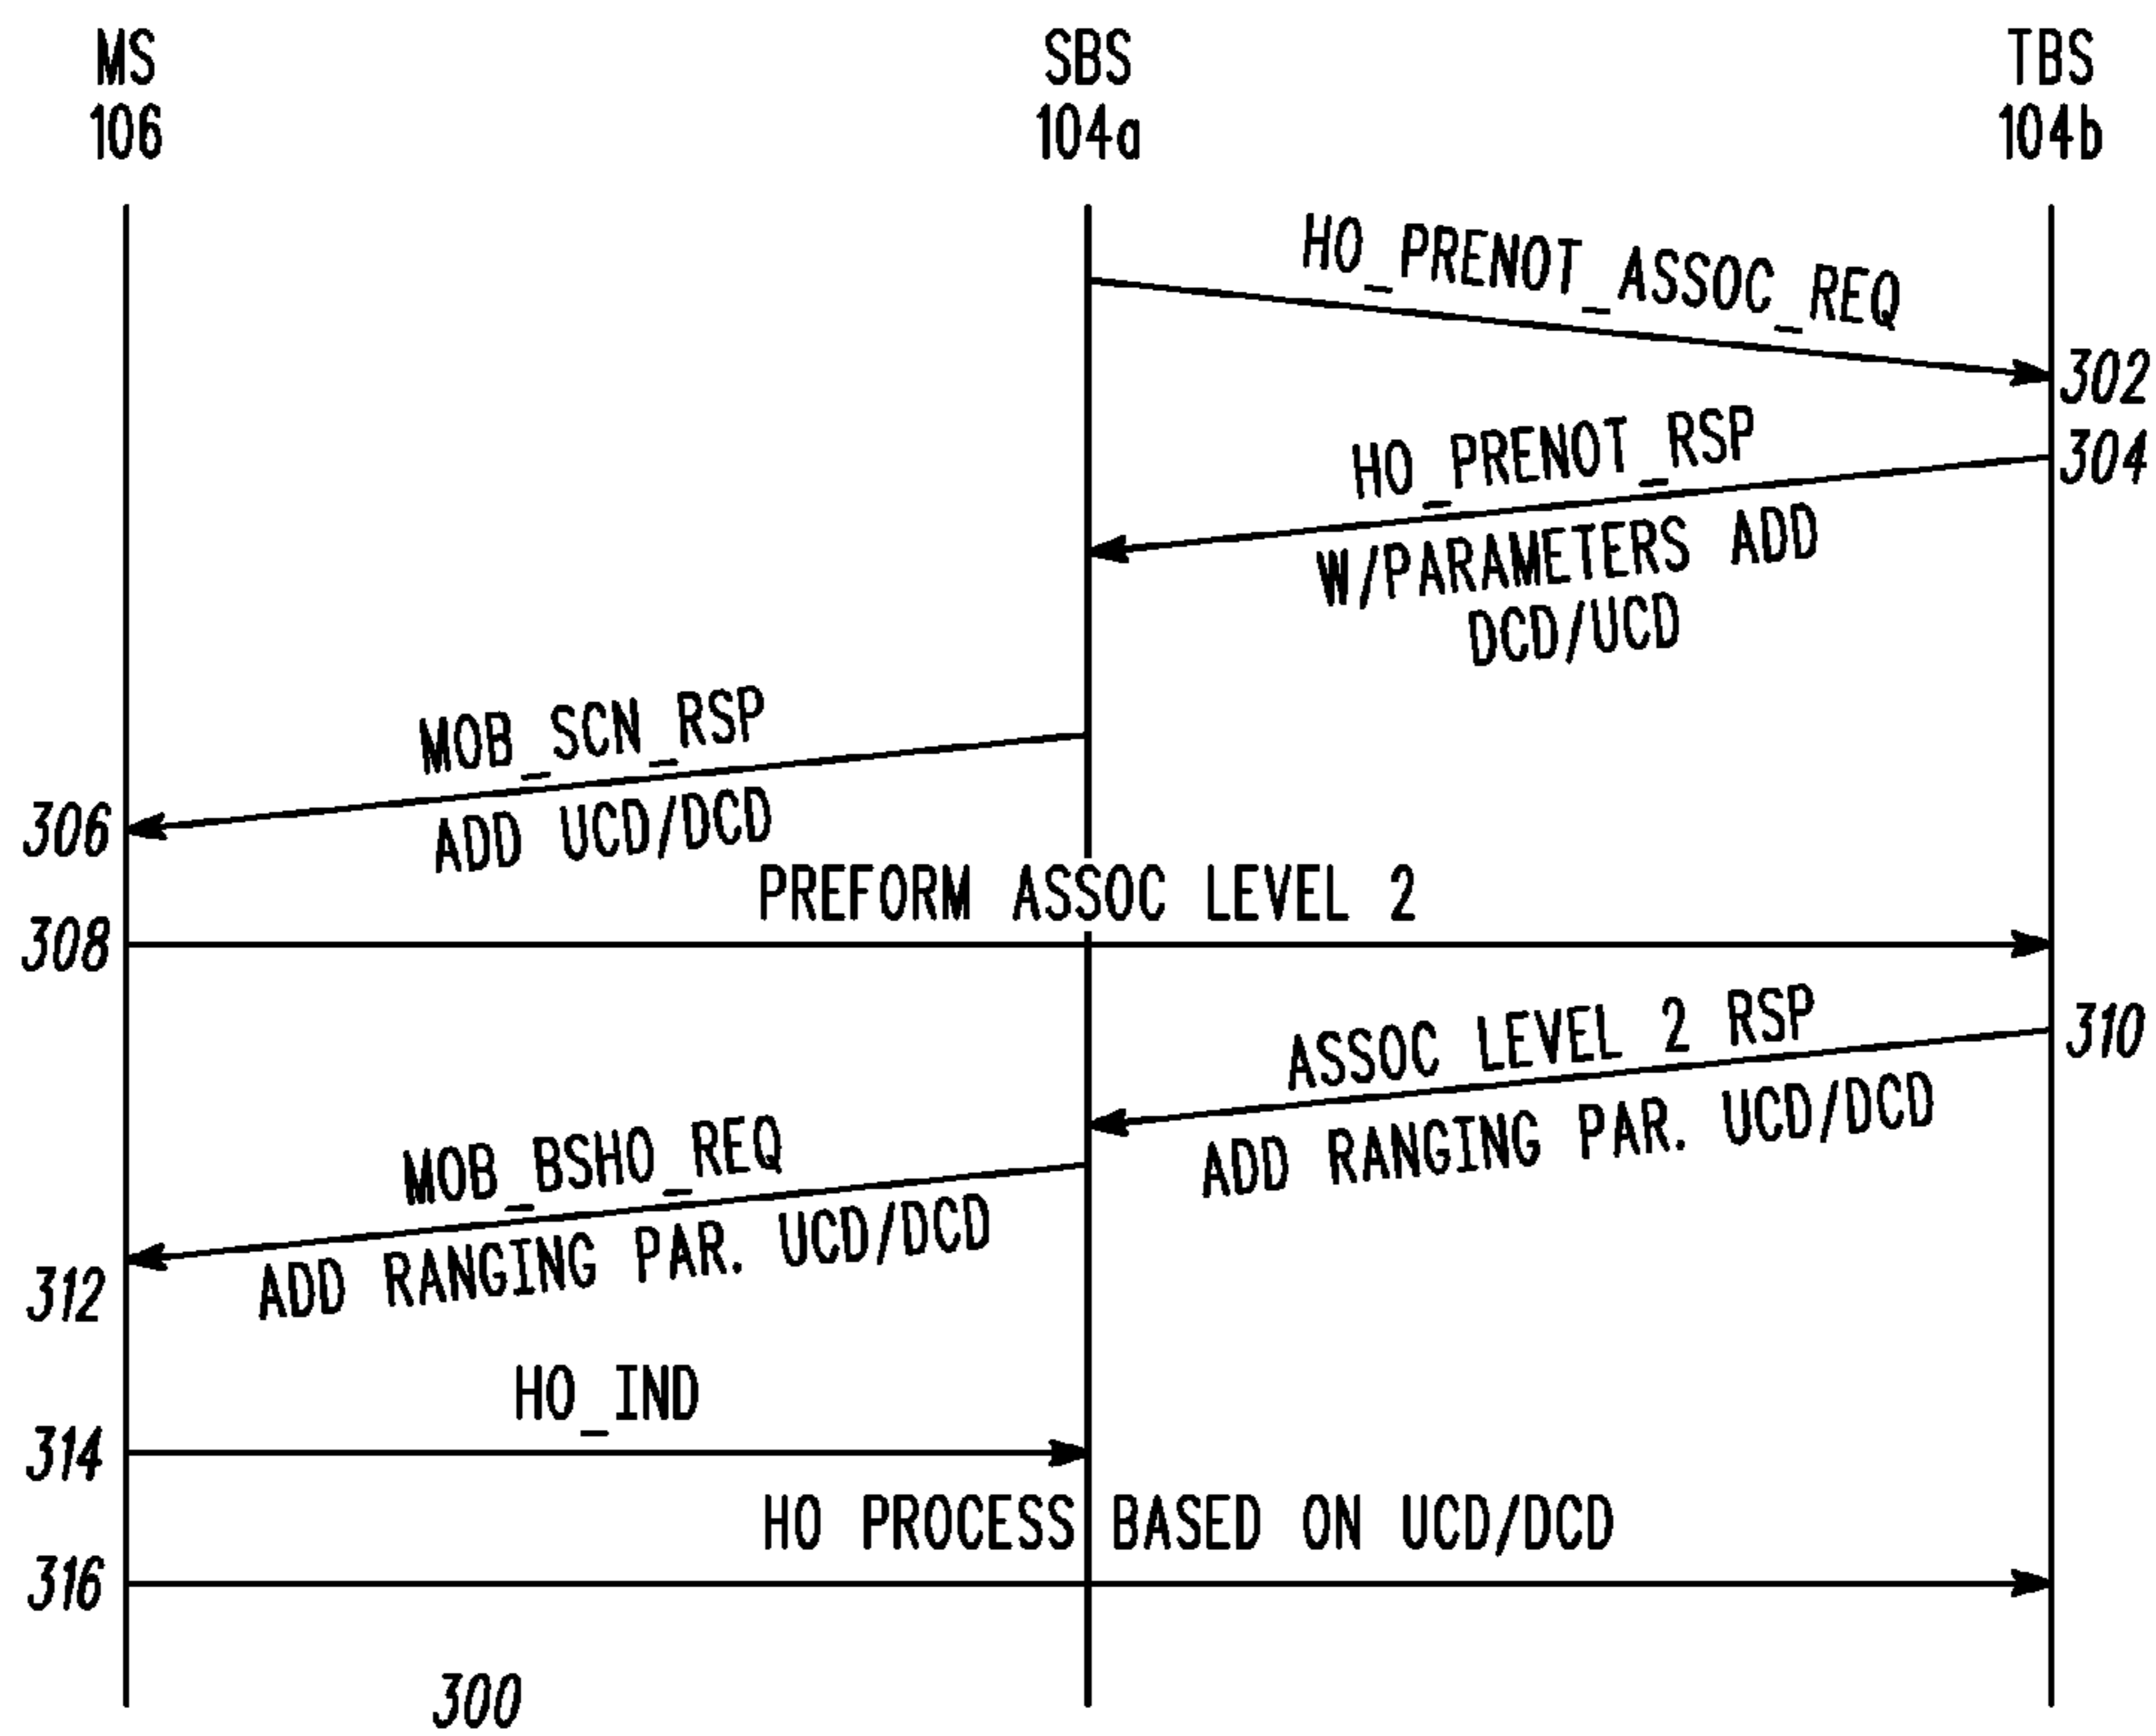 MS
106
SBS
104a
TBS
104b
HO_PRENOT_ASSOC_REQ
302
HO_PRENOT_RSP
304
W/PARAMETERS ADD
DCD/UCD
MOB_SCN_RSP
306
ADD UCD/DCD
PREFORM ASSOC LEVEL 2
308
ASSOC LEVEL 2 RSP
310
ADD RANGING PAR. UCD/DCD
MOB_BSHO_REQ
ADD RANGING PAR. UCD/DCD
312
HO_IND
314
HO PROCESS BASED ON UCD/DCD
316
300